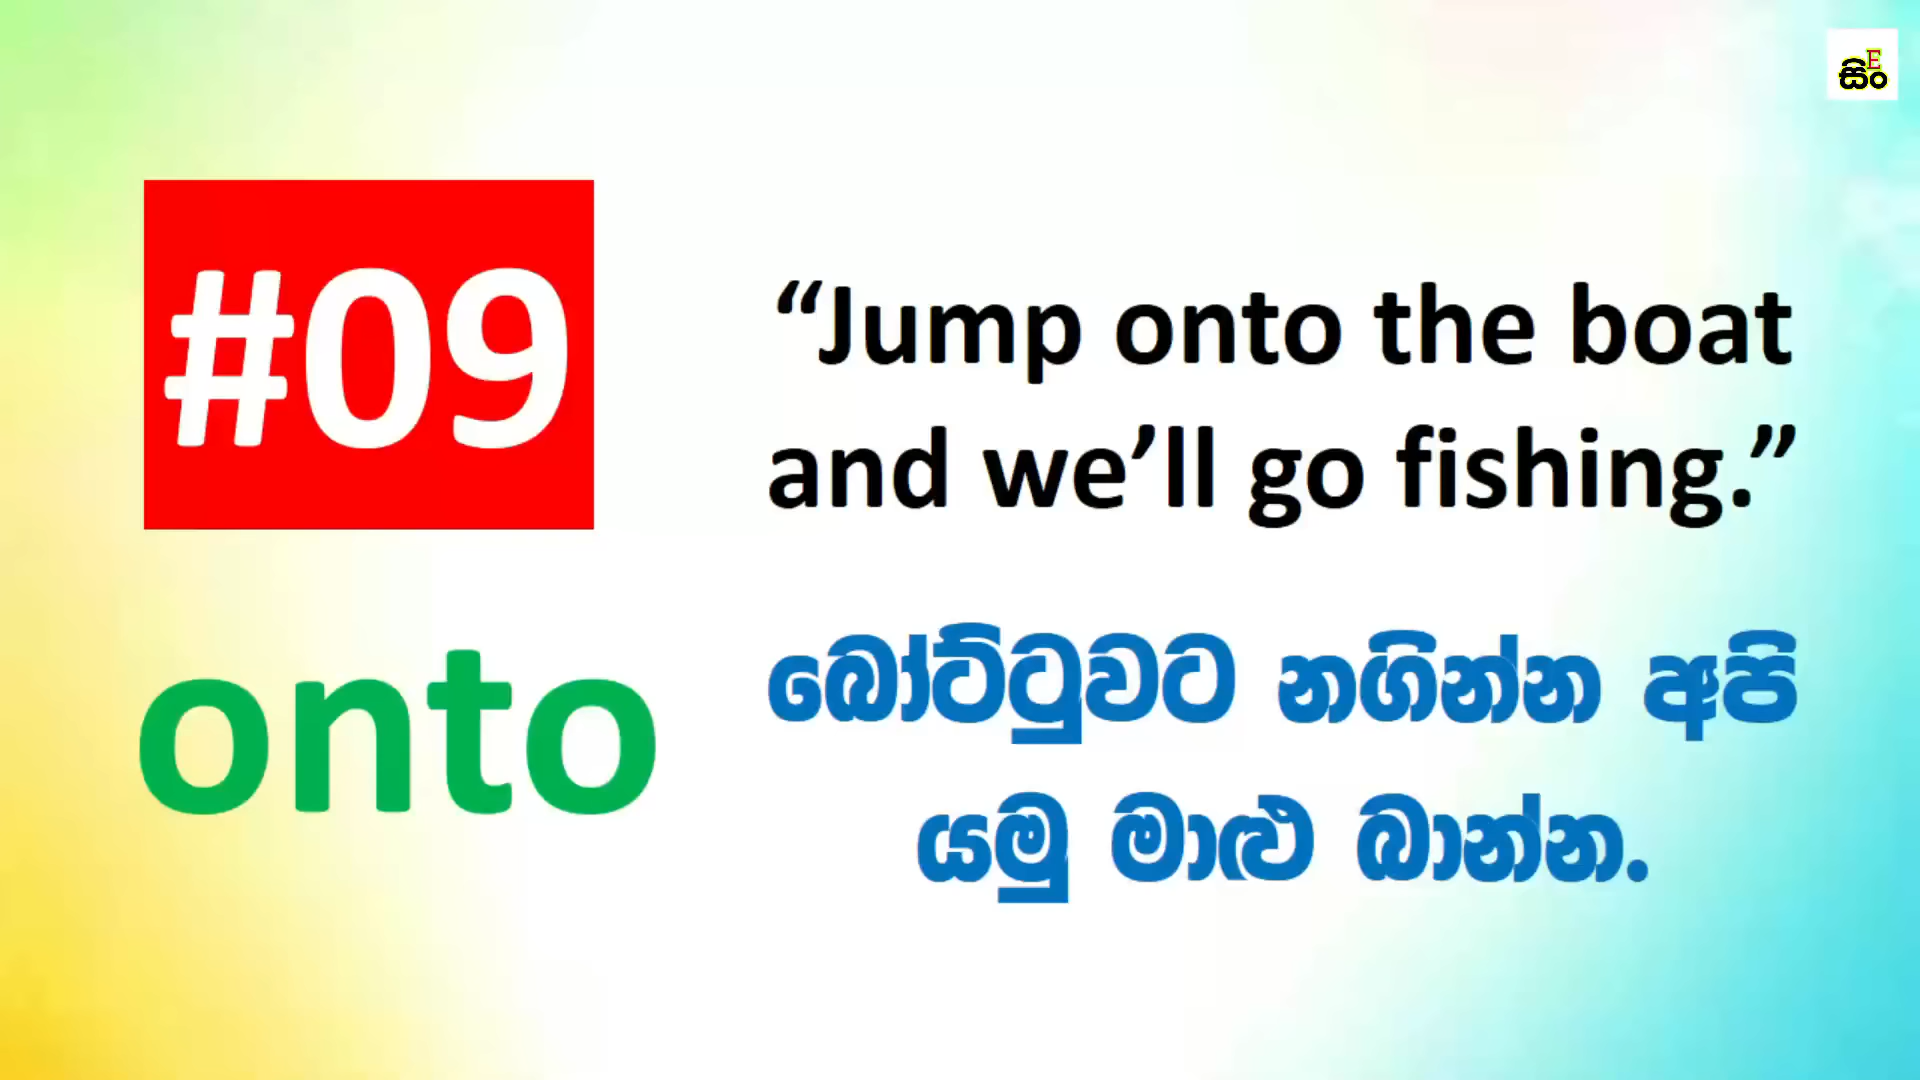 සිං E
#09
onto
“Jump onto the boat
and we’ll go fishing.”
බෝට්ටුවට නගින්න අපි
යමු මාළු බාන්න.